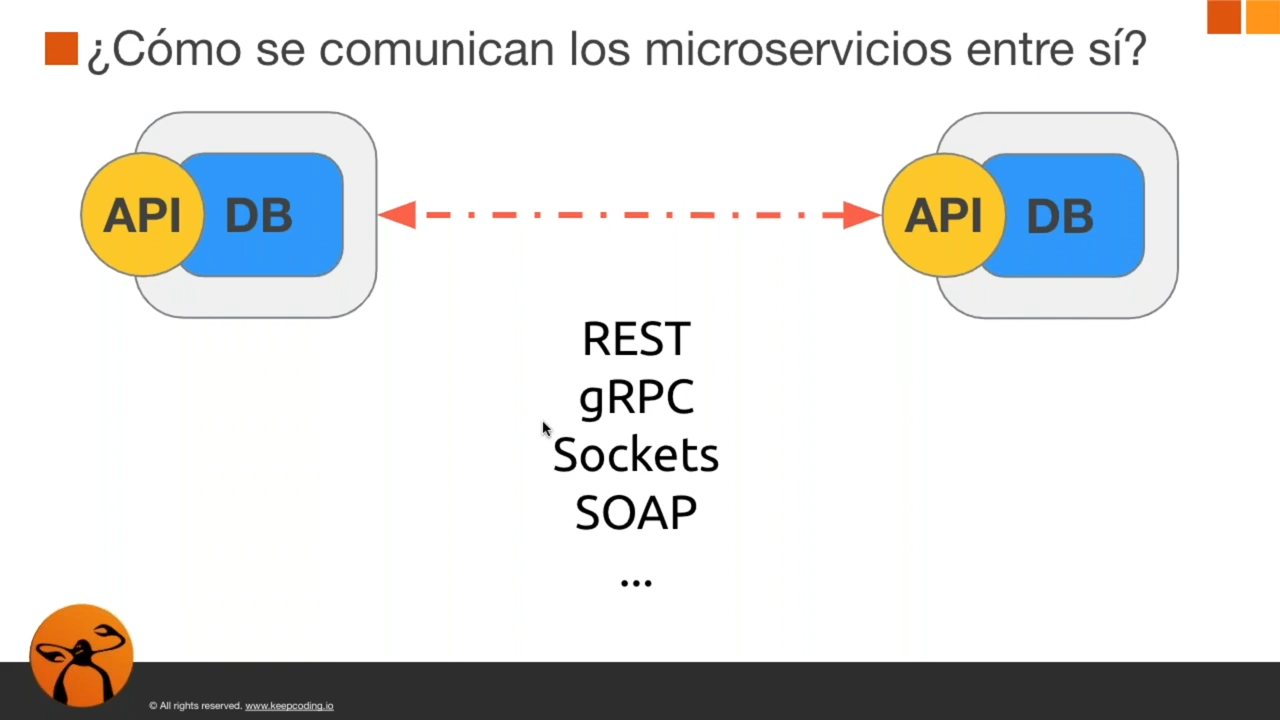 ¿Cómo se comunican los microservicios entre sí?
API DB
API DB
REST
gRPC
Sockets
SOAP
...
© All rights reserved. www.keepcoding.io